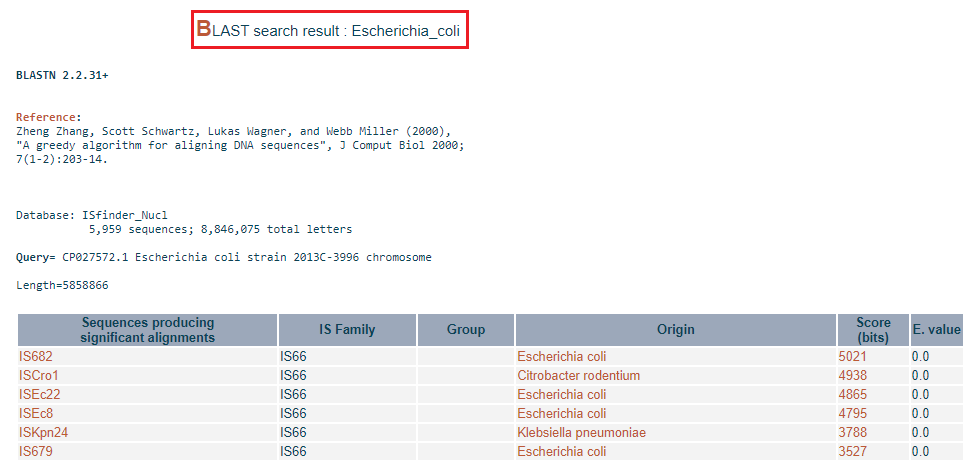 BLAST search result : Escherichia_coli
BLASTN 2.2.31+
Reference:
Zheng Zhang, Scott Schwartz, Lukas Wagner, and Webb Miller (2000),
"A greedy algorithm for aligning DNA sequences", J Comput Biol 2000;
7(1-2):203-14.
Database: ISfinder_Nucl
5,959 sequences; 8,846,075 total letters
Query= CP027572.1 Escherichia coli strain 2013C-3996 chromosome
Length=5858866
Sequences producing significant alignments IS Family Group Origin Score (bits) E. value
IS682 IS66 Escherichia coli 5021 0.0
ISCro1 IS66 Citrobacter rodentium 4938 0.0
ISEc22 IS66 Escherichia coli 4865 0.0
ISEc8 IS66 Escherichia coli 4795 0.0
ISKpn24 IS66 Klebsiella pneumoniae 3788 0.0
IS679 IS66 Escherichia coli 3527 0.0